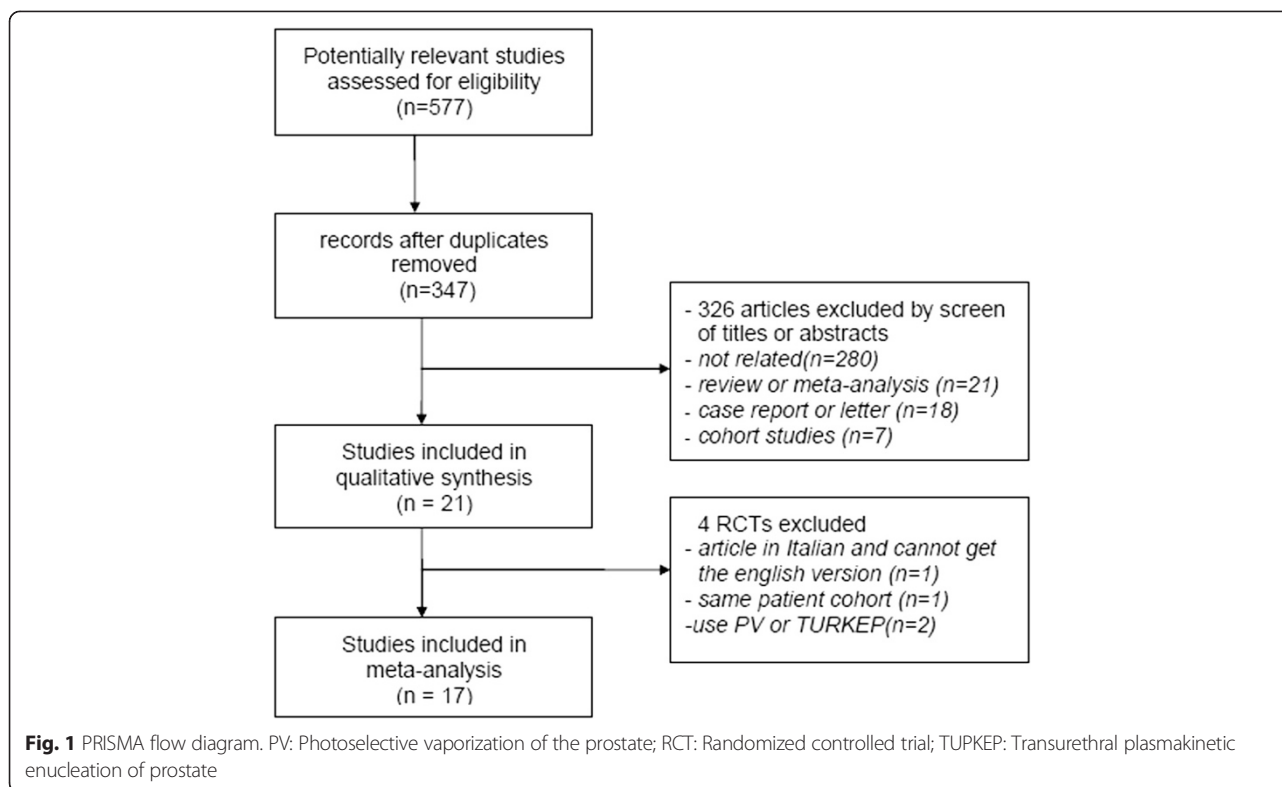 Potentially relevant studies
assessed for eligibility
(n=577)
records after duplicates
removed
(n=347)
- 326 articles excluded by screen
of titles or abstracts
- not related(n=280)
- review or meta-analysis (n=21)
- case report or letter (n=18)
- cohort studies (n=7)
Studies included in
qualitative synthesis
(n = 21)
4 RCTs excluded
- article in Italian and cannot get
the english version (n=1)
- same patient cohort (n=1)
-use PV or TURKEP(n=2)
Studies included in
meta-analysis
(n = 17)
Fig. 1 PRISMA flow diagram. PV: Photoselective vaporization of the prostate; RCT: Randomized controlled trial; TUPKEP: Transurethral plasmakinetic
enucleation of prostate